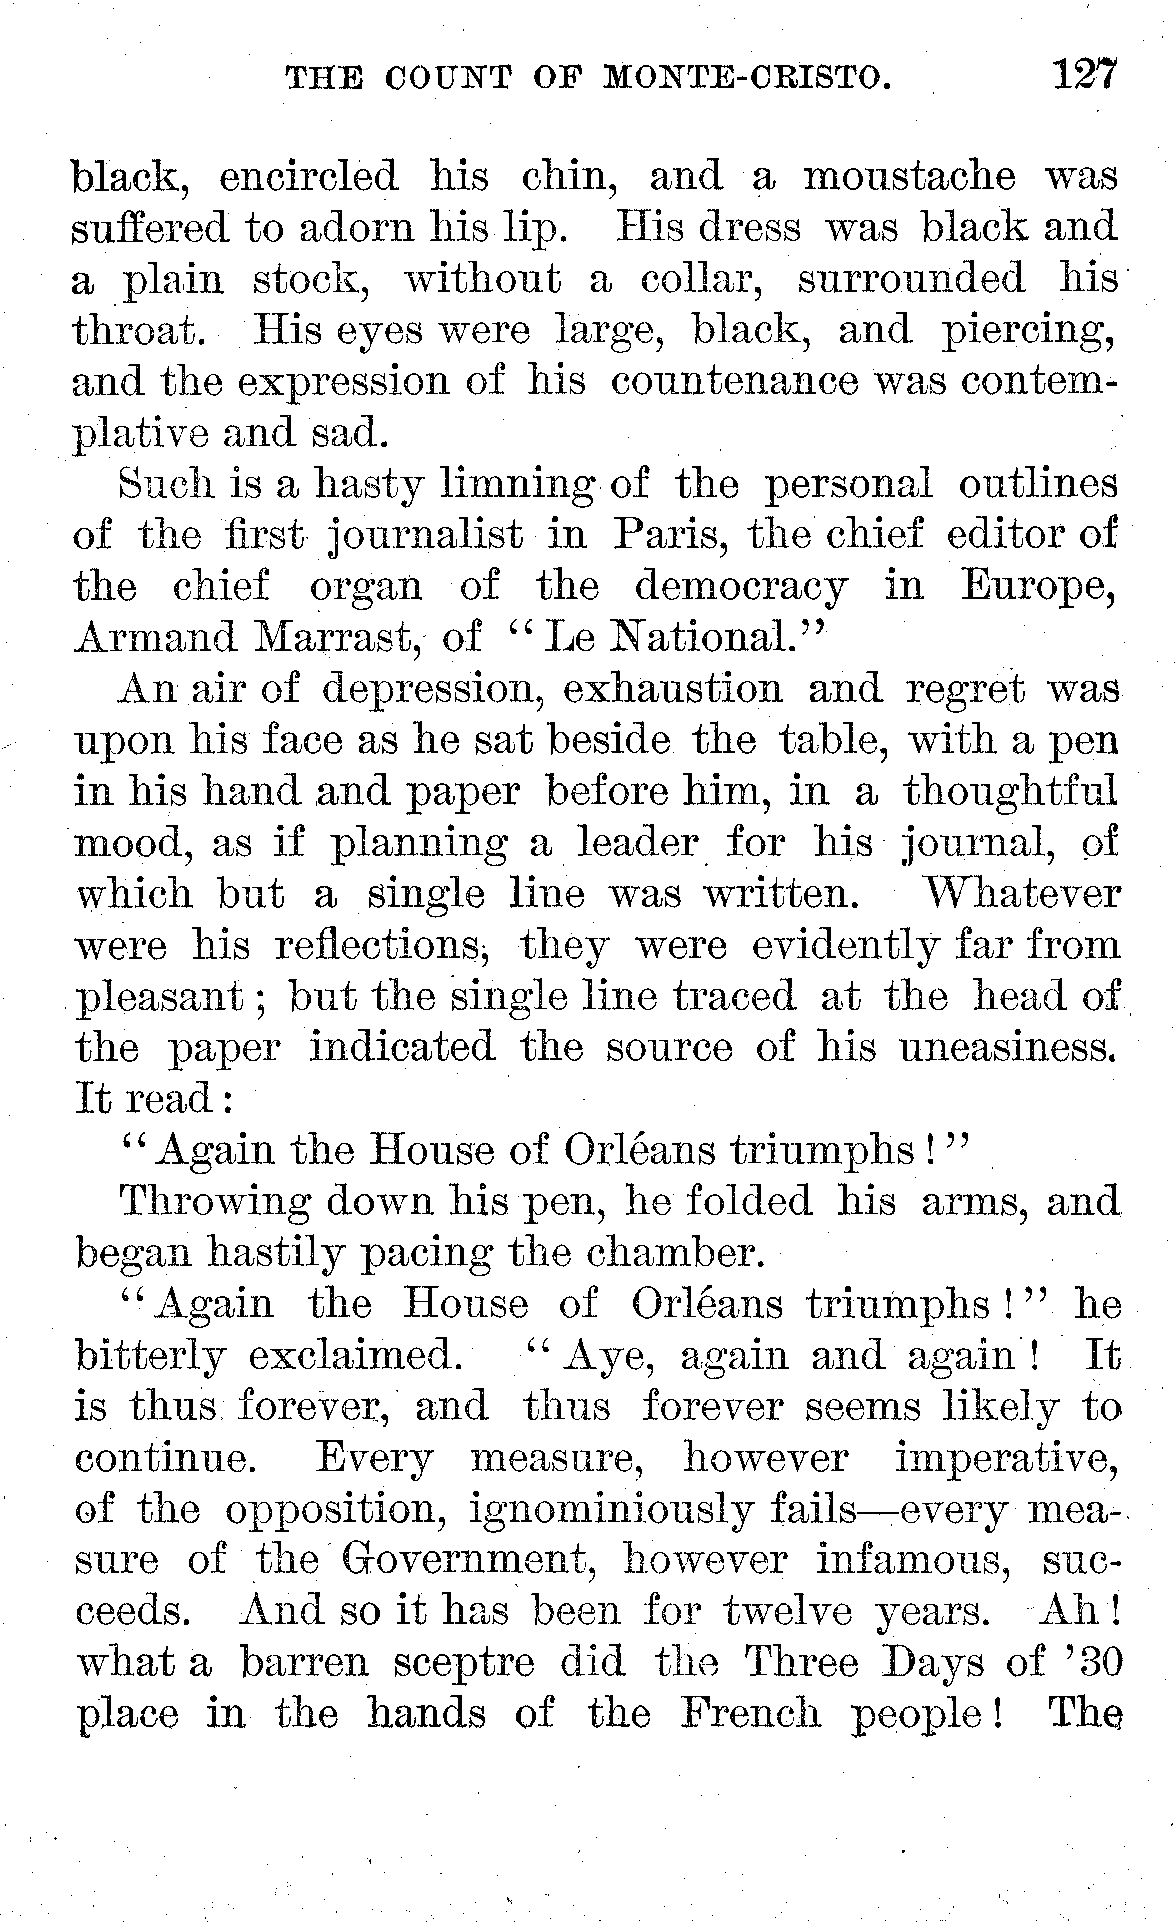 THE COUNT OF MONTE-CRISTO. 127
black, encircled his chin, and a moustache was
suffered to adorn his lip. His dress was black and
a plain stock, without a collar, surrounded his
throat. His eyes were large, black, and piercing,
and the expression of his countenance was contem-
plative and sad.
Such is a hasty limning of the personal outlines
of the first journalist in Paris, the chief editor of
the chief organ of the democracy in Europe,
Armand Marrast, of “Le National.”
An air of depression, exhaustion and regret was
upon his face as he sat beside the table, with a pen
in his hand and paper before him, in a thoughtful
mood, as if planning a leader for his journal, of
which but a single line was written. Whatever
were his reflections, they were evidently far from
pleasant; but the single line traced at the head of
the paper indicated the source of his uneasiness.
It read:
“Again the House of Orléans triumphs!”
Throwing down his pen, he folded his arms, and
began hastily pacing the chamber.
“Again the House of Orléans triumphs!” he
bitterly exclaimed. “Aye, again and again! It
is thus forever, and thus forever seems likely to
continue. Every measure, however imperative,
of the opposition, ignominiously fails—every mea-
sure of the Government, however infamous, suc-
ceeds. And so it has been for twelve years. Ah!
what a barren sceptre did the Three Days of ’30
place in the hands of the French people! The